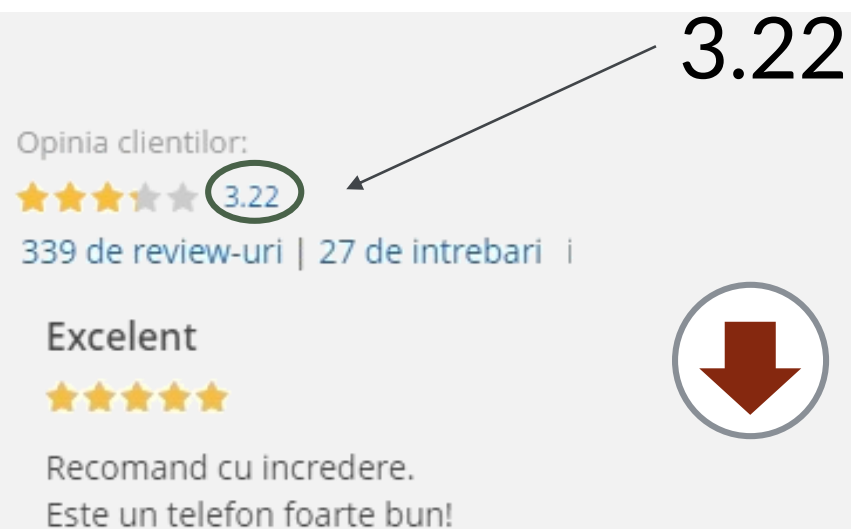 3.22
Opinia clientilor:
3.22
339 de review-uri | 27 de intrebari i
Excelent
Recomand cu incredere.
Este un telefon foarte bun!